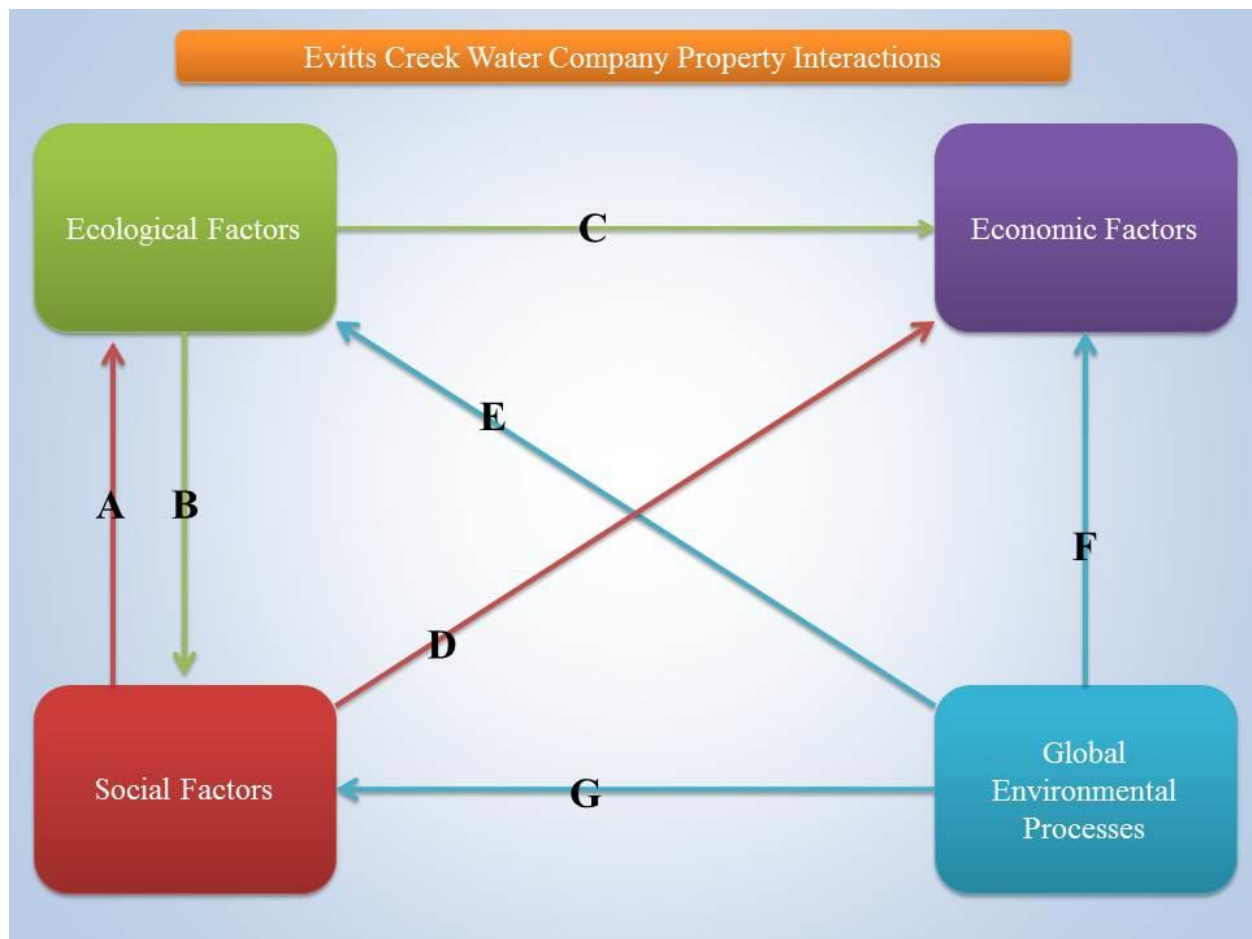 Evitts Creek Water Company Property Interactions
Ecological Factors
C
Economic Factors
E
A
B
F
D
Social Factors
G
Global
Environmental
Processes